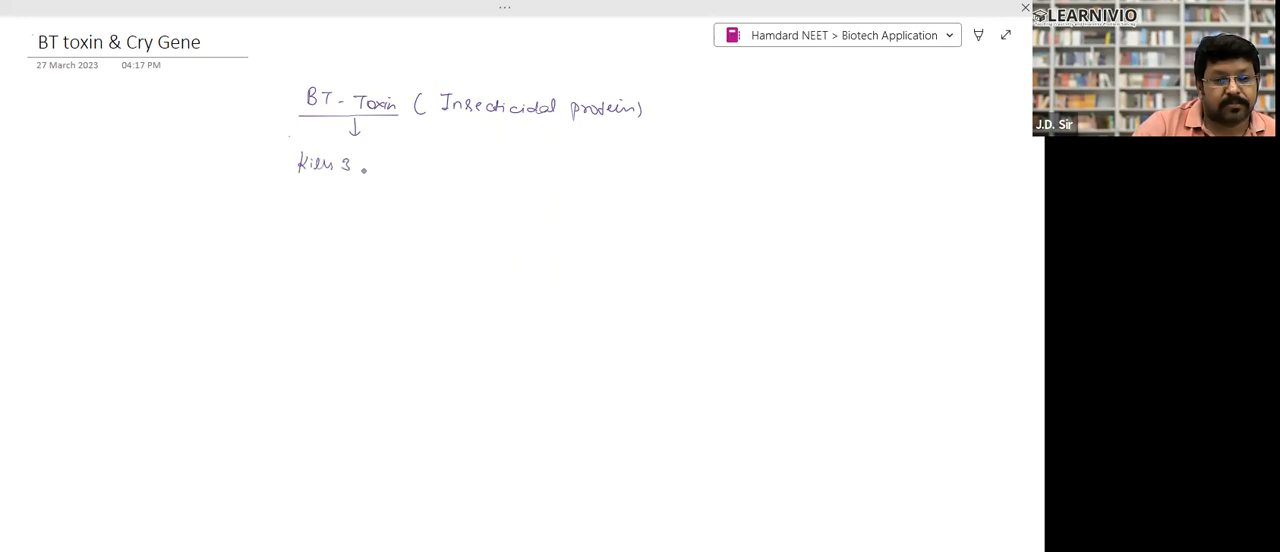 BT toxin & Cry Gene
27 March 2023 04:17 PM
Hamdard NEET > Biotech Application
LEARNIVIO
J.D. Sir
BT - Toxin ( Insecticidal protein)
↓
Kills 3